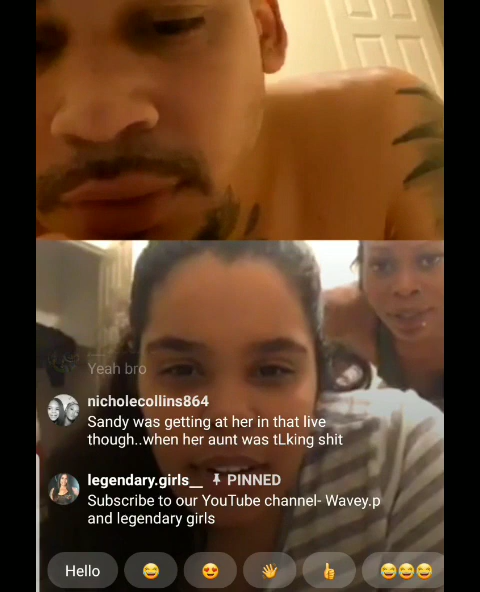 Yeah bro
nicholecollins864
Sandy was getting at her in that live
though..when her aunt was tLking shit
legendary.girls__ PINNED
Subscribe to our YouTube channel- Wavey.p
and legendary girls
Hello